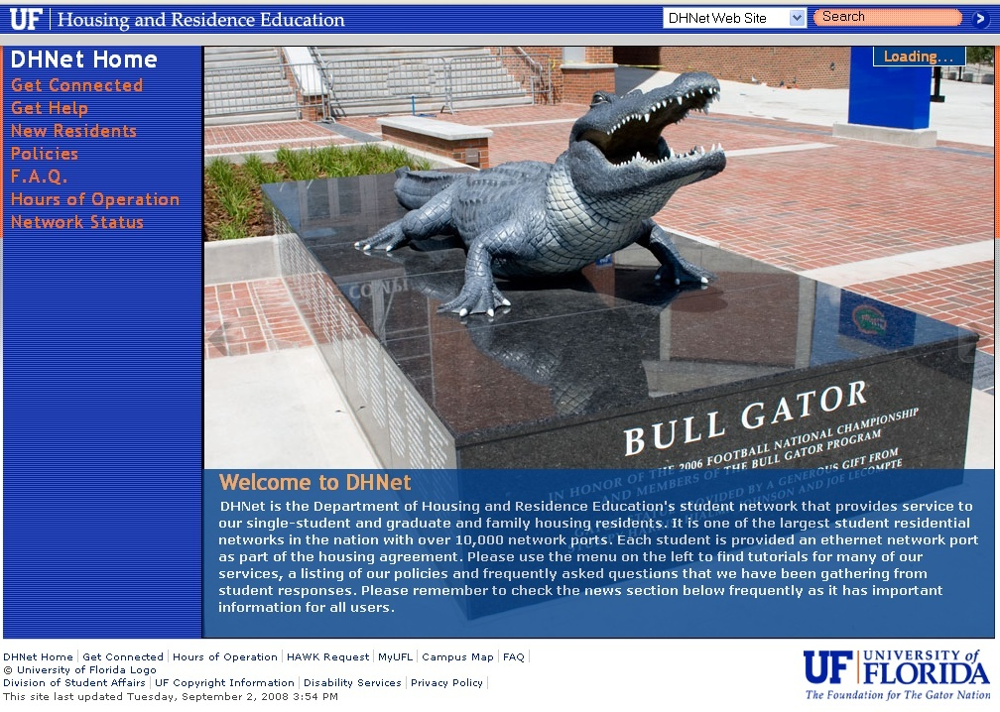 UF Housing and Residence Education
DHNet Web Site
Search
DHNet Home
Get Connected
Get Help
New Residents
Policies
F.A.Q.
Hours of Operation
Network Status
Loading...
CONS
BULL GATOR
IN HONOR OF THE 2006 FOOTBALL NATIONAL CHAMPIONSHIP
AND MEMBERS OF THE BULL GATOR PROGRAM
STATUE PROVIDED BY A GENEROUS GIFT FROM
JOHNSON AND JOE LECOMPTE
Welcome to DHNet
DHNet is the Department of Housing and Residence Education's student network that provides service to
our single-student and graduate and family housing residents. It is one of the largest student residential
networks in the nation with over 10,000 network ports. Each student is provided an ethernet network port
as part of the housing agreement. Please use the menu on the left to find tutorials for many of our
services, a listing of our policies and frequently asked questions that we have been gathering from
student responses. Please remember to check the news section below frequently as it has important
information for all users.
DHNet Home Get Connected Hours of Operation HAWK Request MyUFL Campus Map FAQ
© University of Florida Logo
Division of Student Affairs UF Copyright Information Disability Services Privacy Policy
This site last updated Tuesday, September 2, 2008 3:54 PM
UF UNIVERSITY of
FLORIDA
The Foundation for The Gator Nation